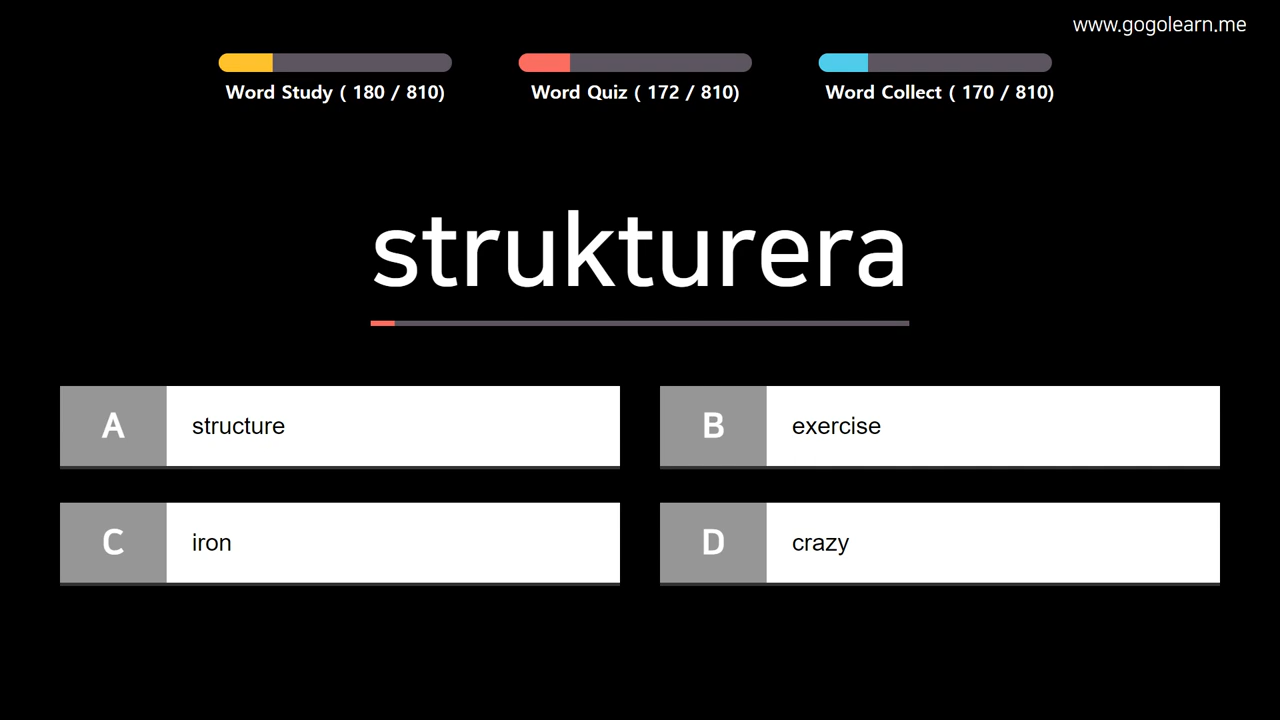 www.gogolearn.me
Word Study ( 180 / 810)
Word Quiz ( 172 / 810)
Word Collect ( 170 / 810)
strukturera
A structure
B exercise
C iron
D crazy